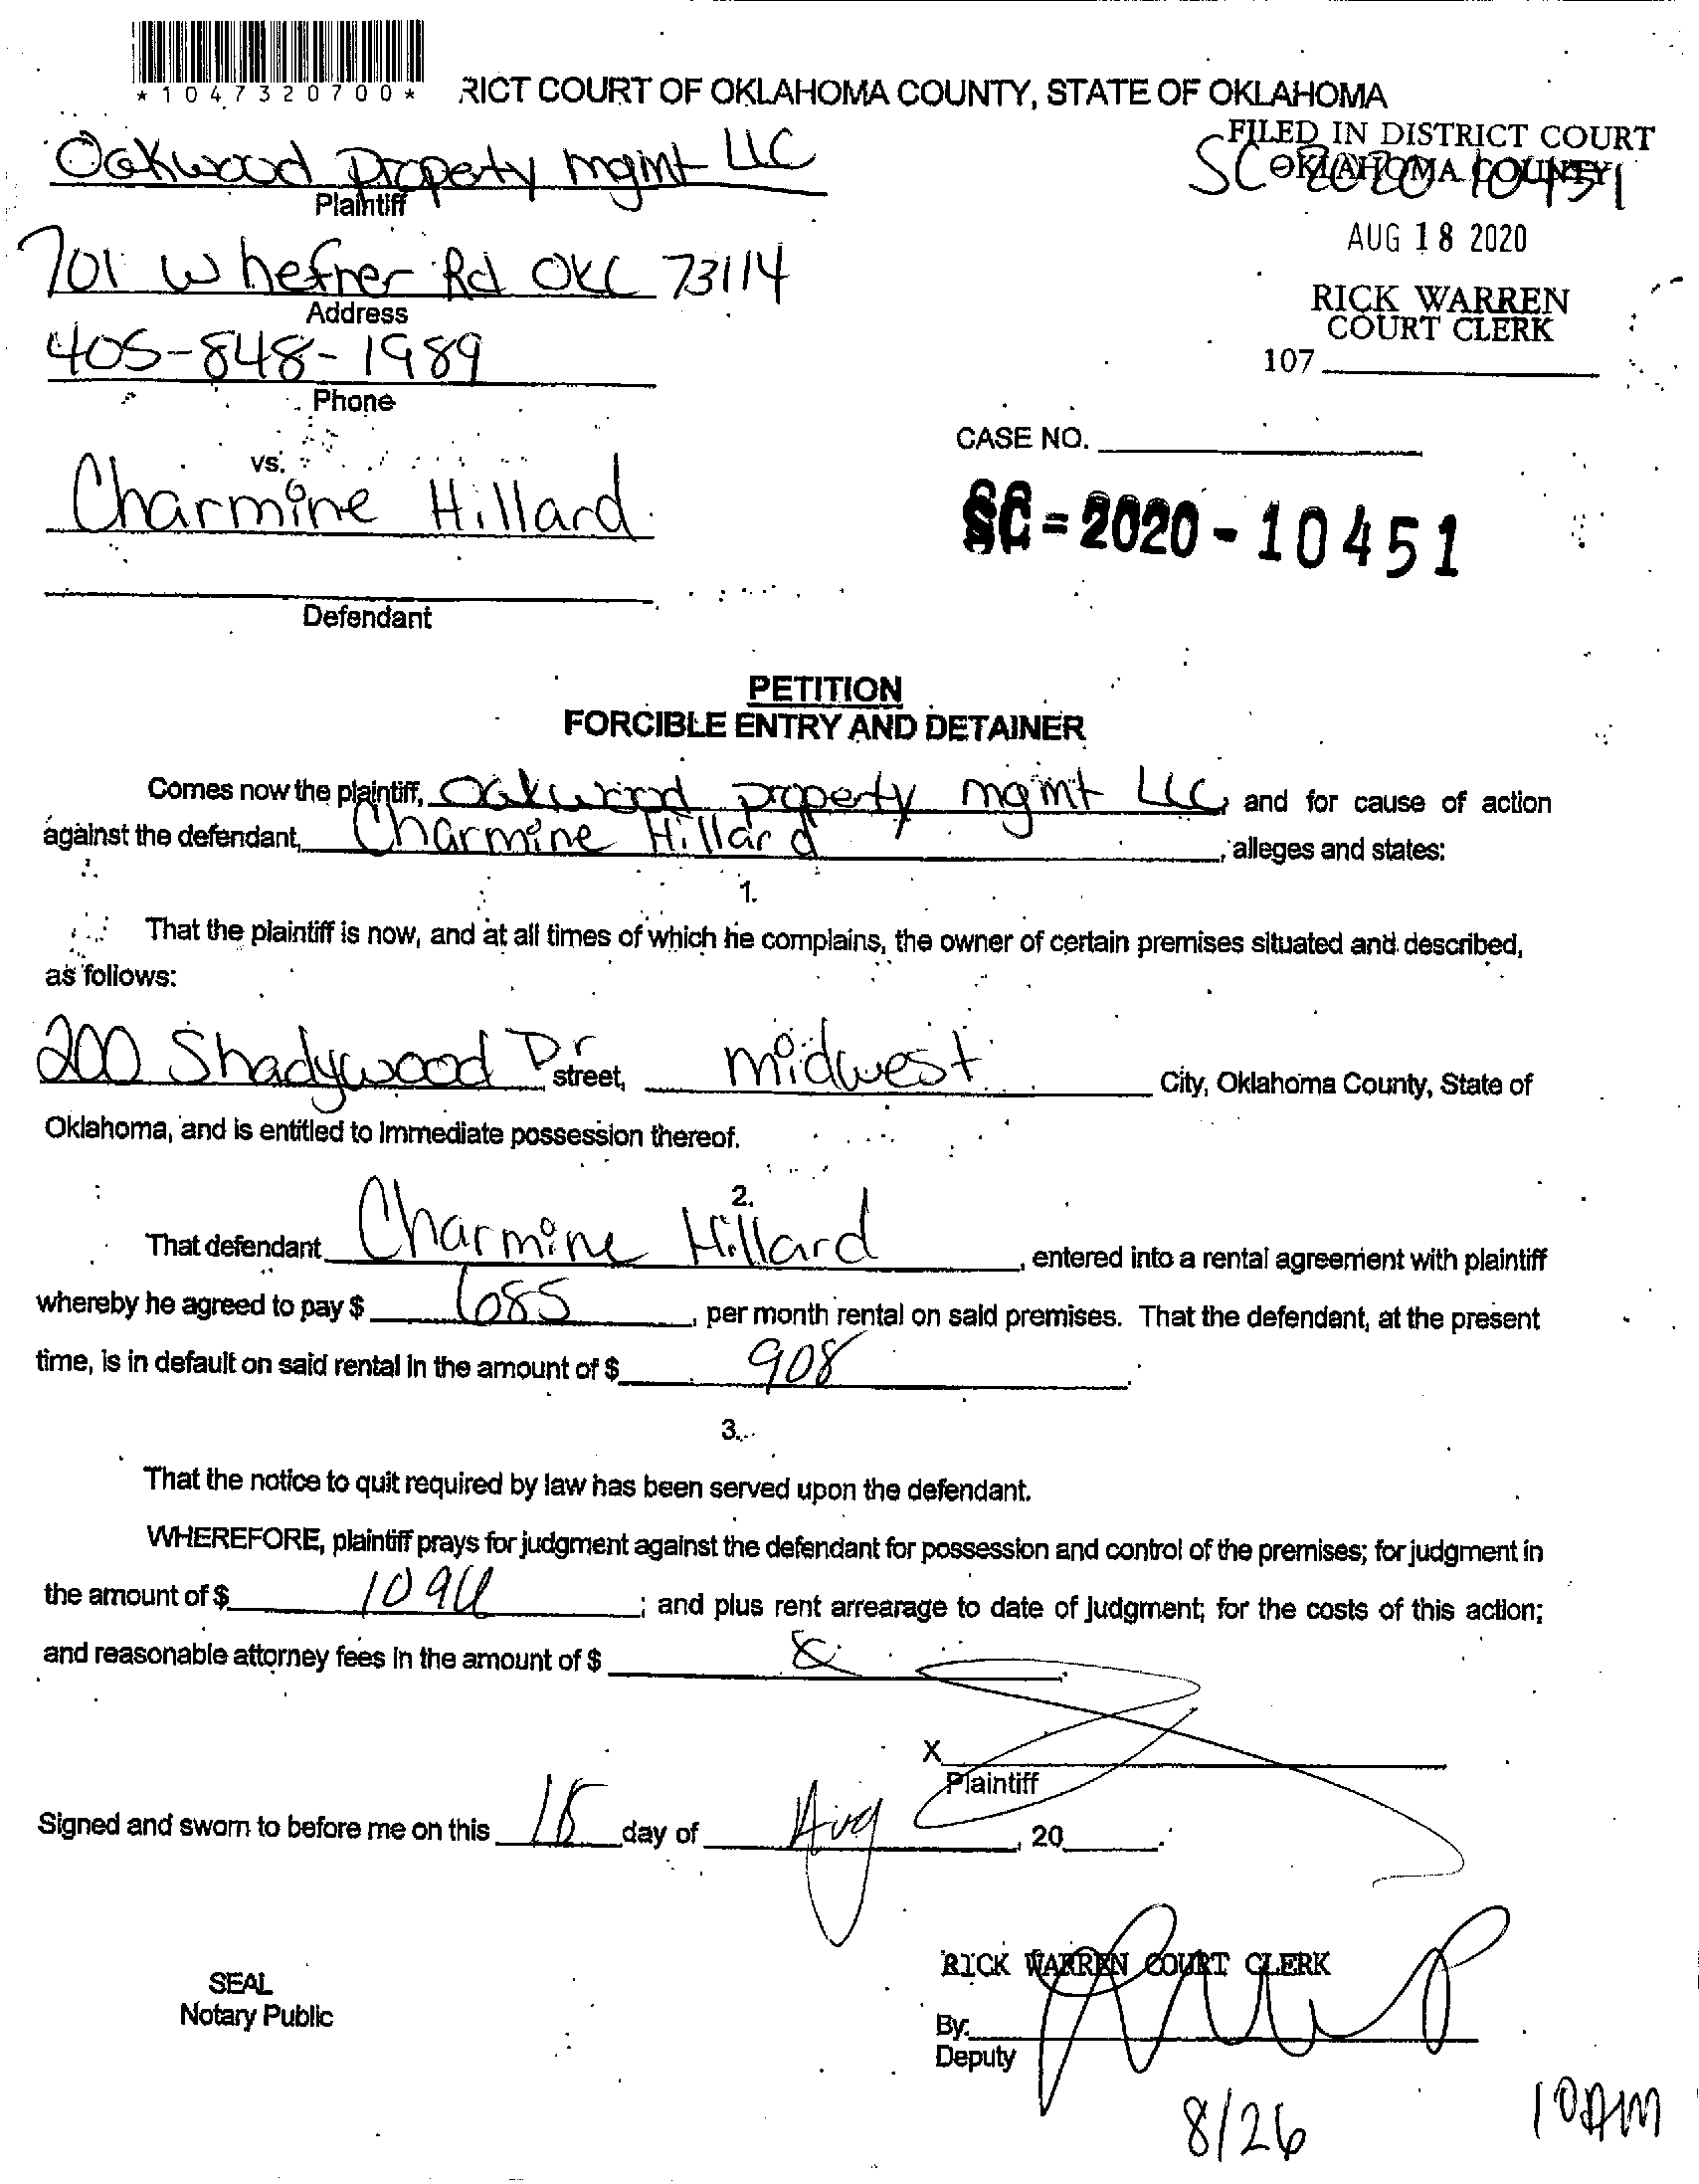 *1047320700*
RICT COURT OF OKLAHOMA COUNTY, STATE OF OKLAHOMA
FILED IN DISTRICT COURT
OKLAHOMA COUNTY
SC 2020 10451
Oakwood property mgmt LLC
Plaintiff
AUG 18 2020
701 W hefner Rd OKC 73114
Address
RICK WARREN
COURT CLERK
405-848-1989
107
Phone
CASE NO.
vs.
Charmine Hillard
SC-2020-10451
Defendant
PETITION
FORCIBLE ENTRY AND DETAINER
Comes now the plaintiff, Oakwood property mgmt LLC, and for cause of action
against the defendant, Charmine Hillard, alleges and states:
1.
That the plaintiff is now, and at all times of which he complains, the owner of certain premises situated and described,
as follows:
200 Shadywood Dr street, midwest City, Oklahoma County, State of
Oklahoma, and is entitled to immediate possession thereof.
2.
That defendant Charmine Hillard, entered into a rental agreement with plaintiff
whereby he agreed to pay $ 685, per month rental on said premises. That the defendant, at the present
time, is in default on said rental in the amount of $ 908.
3.
That the notice to quit required by law has been served upon the defendant.
WHEREFORE, plaintiff prays for judgment against the defendant for possession and control of the premises; for judgment in
the amount of $ ; and plus rent arrearage to date of judgment; for the costs of this action;
and reasonable attorney fees in the amount of $ .
X
Plaintiff
Signed and sworn to before me on this 18 day of Aug, 20 .
RICK WARREN COURT CLERK
SEAL
Notary Public
By:
Deputy
8/26 10AM